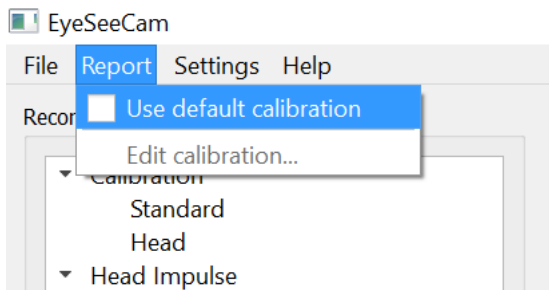 EyeSeeCam
File Report Settings Help
Use default calibration
Edit calibration...
Calibration
Standard
Head
Head Impulse